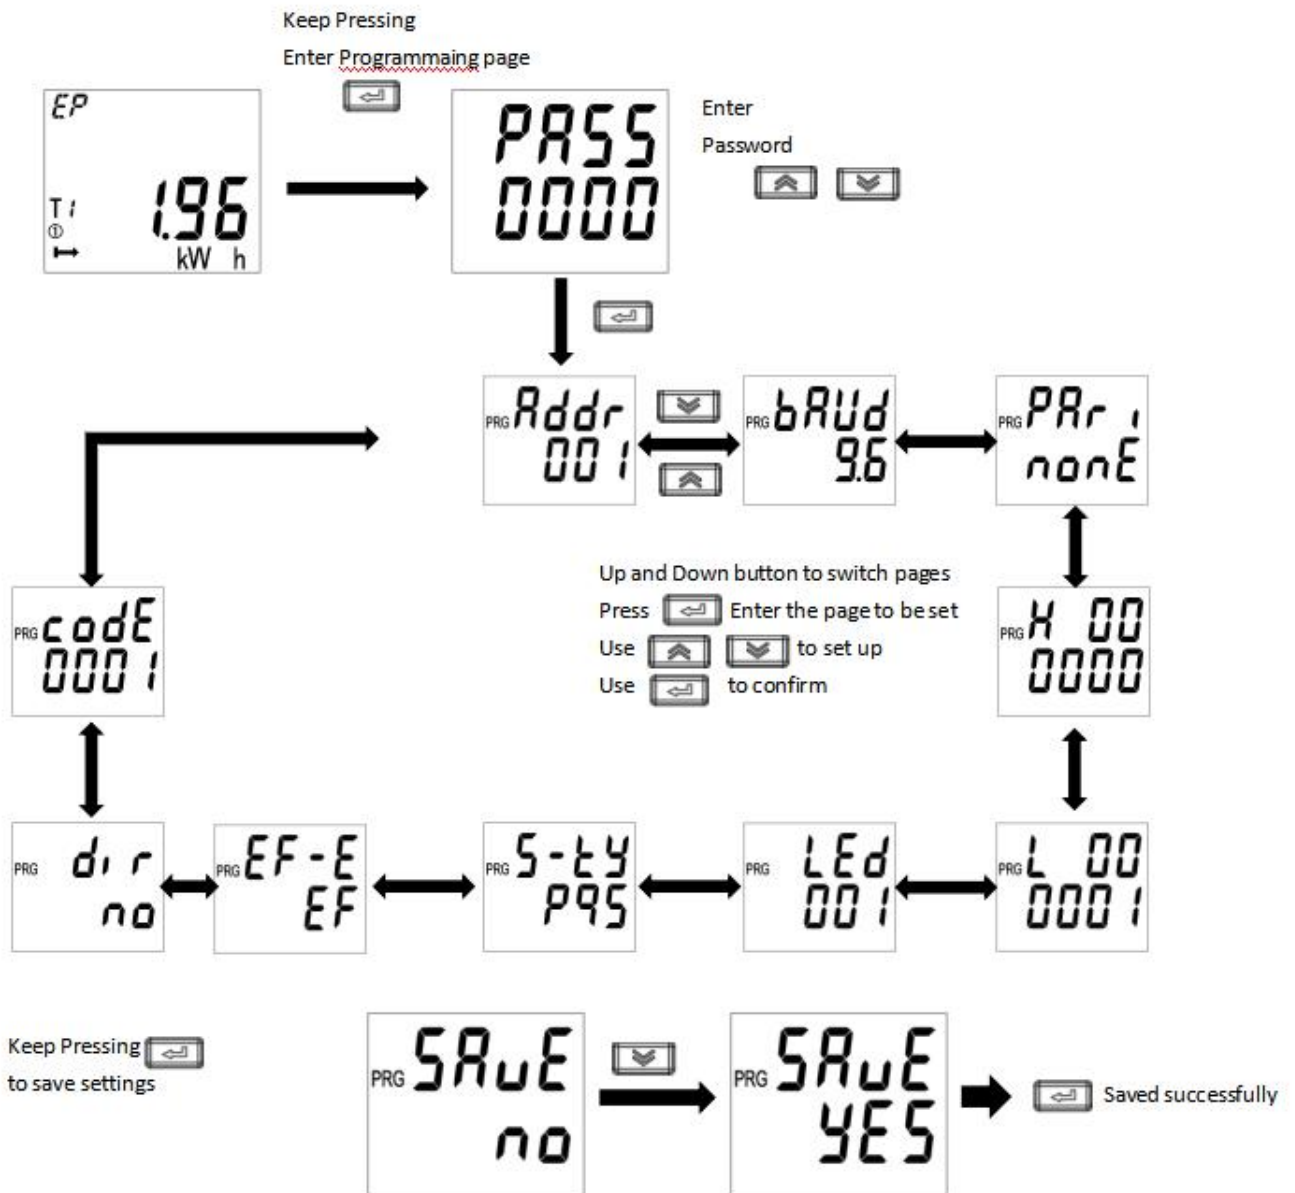 Keep Pressing
Enter Programmaing page
EP
T1
①
1.96
kW h
PASS
0000
Enter
Password
PRG Addr
001
PRG bAUd
9.6
PRG PAri
nonE
Up and Down button to switch pages
Press Enter the page to be set
Use to set up
Use to confirm
PRG codE
0001
PRG H 00
0000
PRG dir
no
PRG EF-E
EF
PRG S-tY
PqS
PRG LEd
001
PRG L 00
0001
Keep Pressing
to save settings
PRG SAvE
no
PRG SAvE
YES
Saved successfully